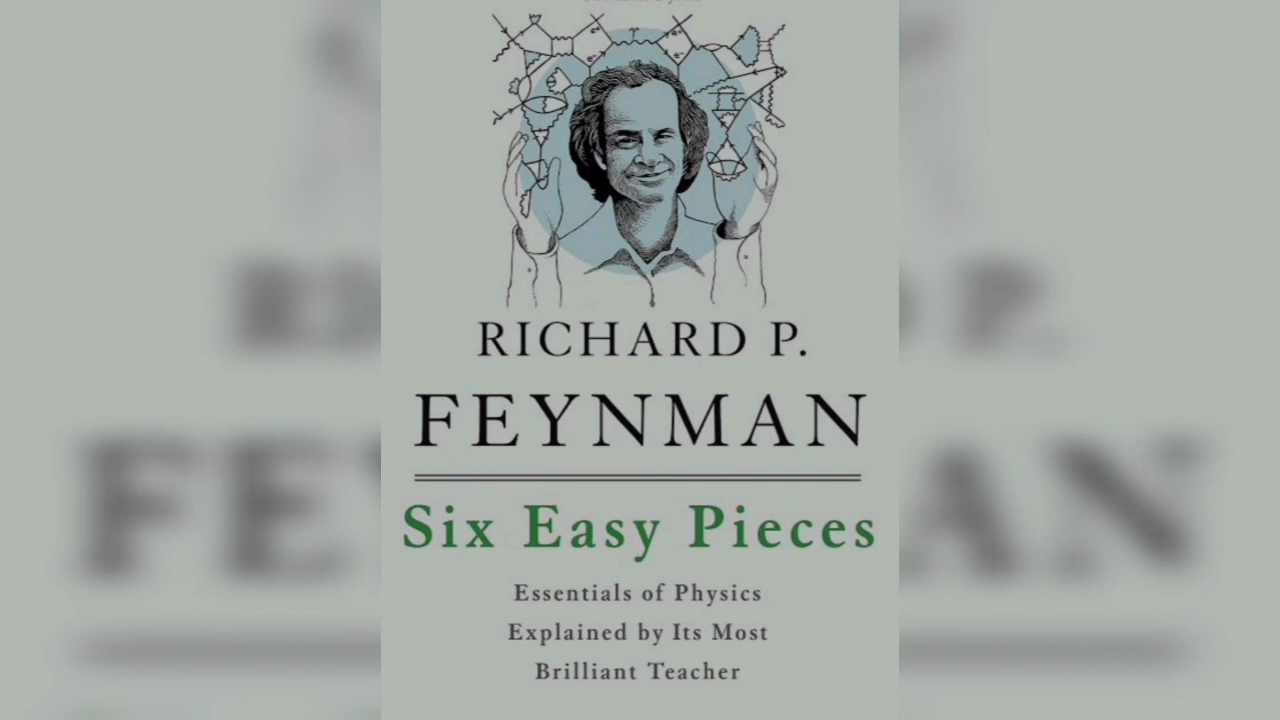 RICHARD P.
FEYNMAN
Six Easy Pieces
Essentials of Physics
Explained by Its Most
Brilliant Teacher